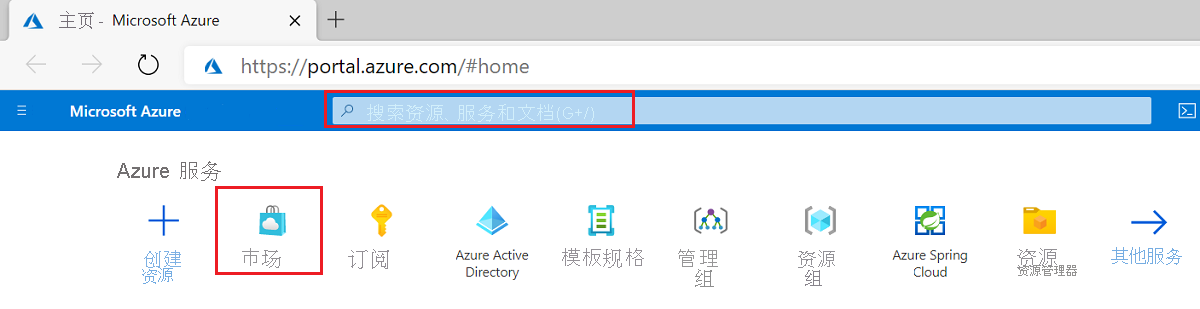 主页 - Microsoft Azure
https://portal.azure.com/#home
Microsoft Azure
搜索资源、服务和文档(G+/)
Azure 服务
创建
资源
市场
订阅
Azure Active
Directory
模板规格
管理
组
资源
组
Azure Spring
Cloud
资源
资源管理器
其他服务